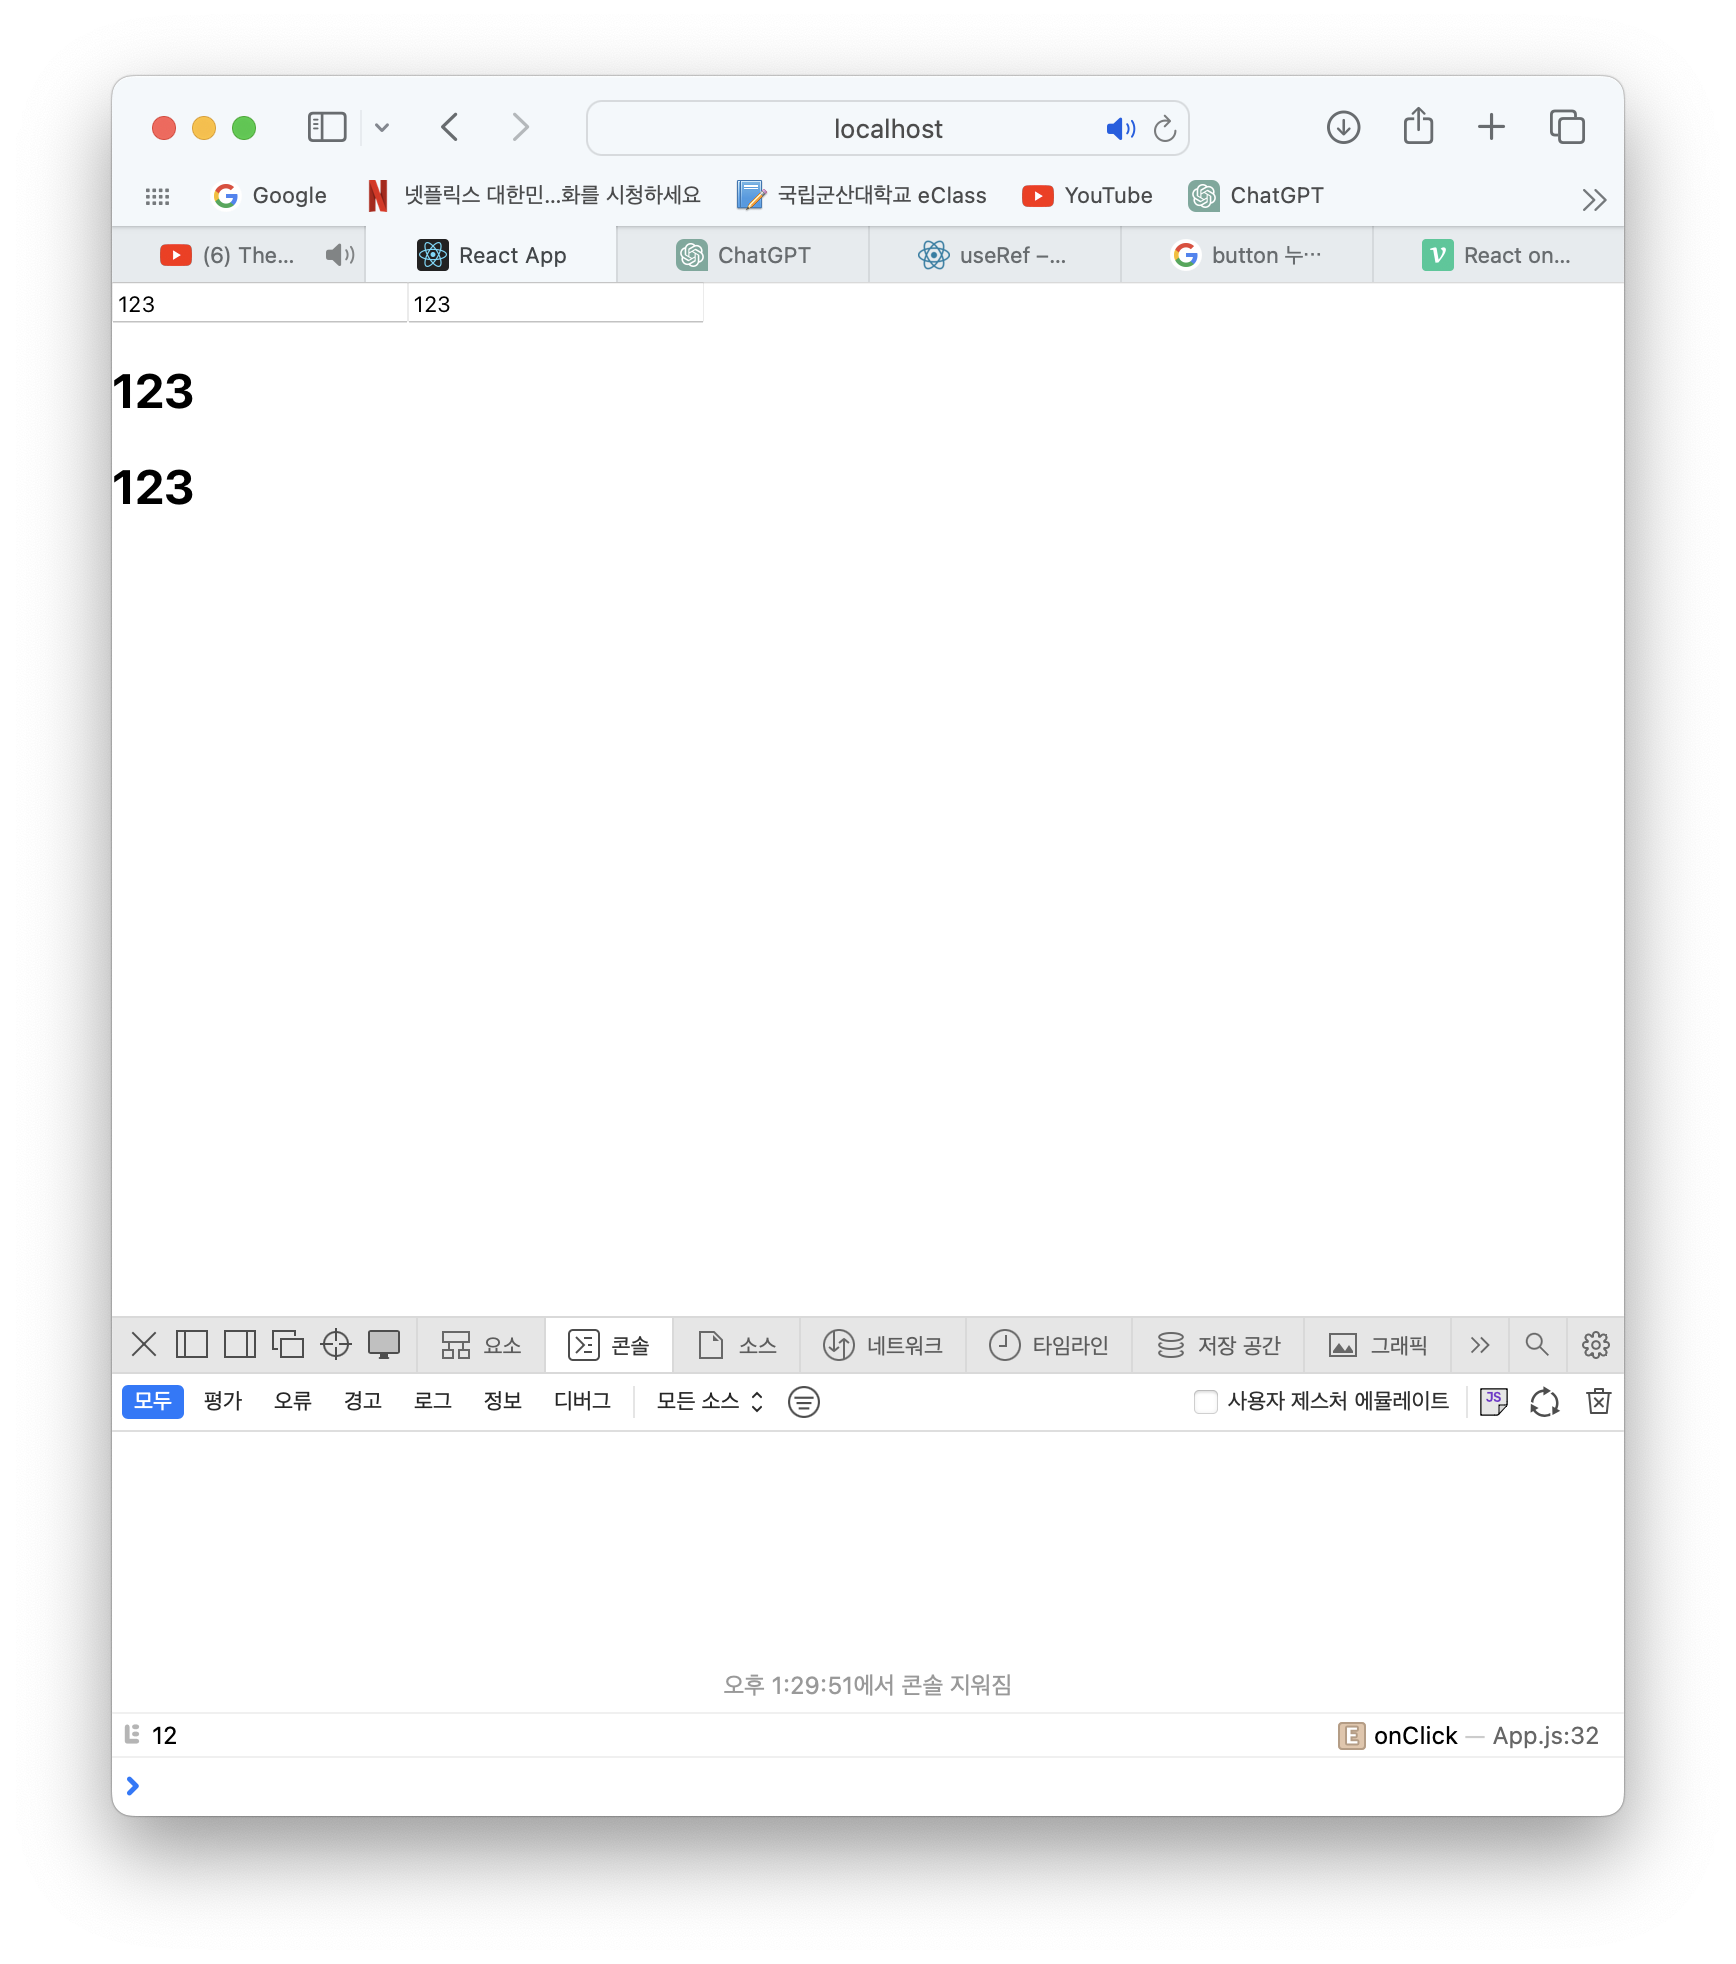 localhost
Google 넷플릭스 대한민...화를 시청하세요 국립군산대학교 eClass YouTube ChatGPT
(6) The... React App ChatGPT useRef –... button 누... React on...
123 123
123
123
요소 콘솔 소스 네트워크 타임라인 저장 공간 그래픽
모두 평가 오류 경고 로그 정보 디버그 모든 소스 사용자 제스처 에뮬레이트 JS
오후 1:29:51에서 콘솔 지워짐
12 E onClick — App.js:32